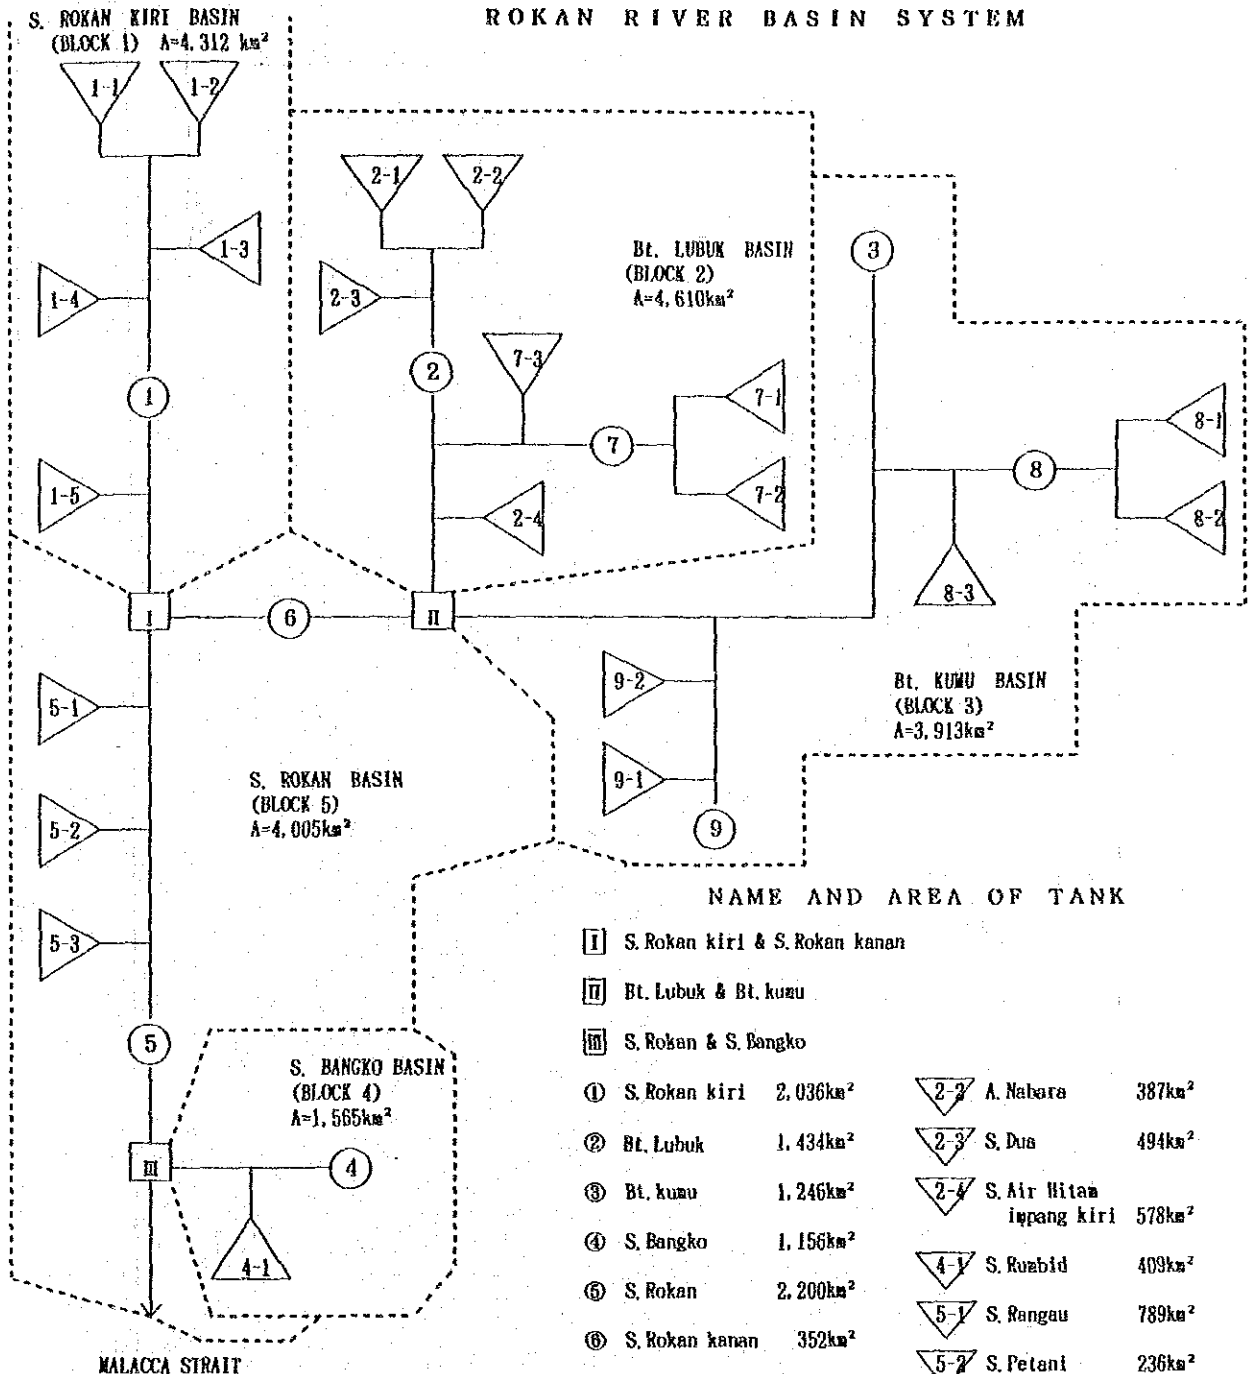 ROKAN RIVER BASIN SYSTEM
S. ROKAN KIRI BASIN
(BLOCK 1) A=4,312 km²
1-1
1-2
1-3
1-4
1
1-5
2-1
2-2
2-3
Bt. LUBUK BASIN
(BLOCK 2)
A=4,610km²
2
7-3
7-1
7
7-2
2-4
3
8-1
8
8-2
8-3
I
6
II
9-2
9-1
9
Bt. KUMU BASIN
(BLOCK 3)
A=3,913km²
5-1
5-2
5-3
S. ROKAN BASIN
(BLOCK 5)
A=4,005km²
5
S. BANGKO BASIN
(BLOCK 4)
A=1,565km²
III
4
4-1
MALACCA STRAIT
NAME AND AREA OF TANK
I S. Rokan kiri & S. Rokan kanan
II Bt. Lubuk & Bt. kumu
III S. Rokan & S. Bangko
① S. Rokan kiri 2,036km²
② Bt. Lubuk 1,434km²
③ Bt. kumu 1,246km²
④ S. Bangko 1,156km²
⑤ S. Rokan 2,200km²
⑥ S. Rokan kanan 352km²
2-2 A. Nabara 387km²
2-3 S. Dua 494km²
2-4 S. Air Hitam
impang kiri 578km²
4-1 S. Rumbid 409km²
5-1 S. Rangau 789km²
5-2 S. Petani 236km²